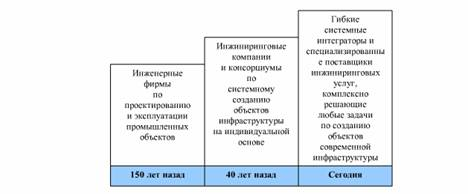 Инженерные
фирмы
по
проектированию
и эксплуатации
промышленных
объектов
150 лет назад
Инжиниринговые
компании
и консорциумы
по
системному
созданию
объектов
инфраструктуры
на индивидуальной
основе
40 лет назад
Гибкие
системные
интеграторы и
специализированны
е поставщики
инжиниринговых
услуг,
комплексно
решающие
любые задачи
по созданию
объектов
современной
инфраструктуры
Сегодня